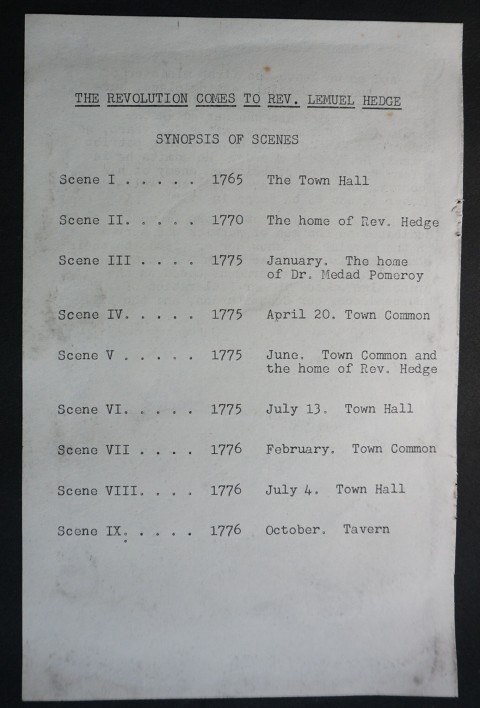 THE REVOLUTION COMES TO REV. LEMUEL HEDGE
SYNOPSIS OF SCENES
Scene I . . . . . 1765 The Town Hall
Scene II. . . . . 1770 The home of Rev. Hedge
Scene III . . . . 1775 January. The home
of Dr. Medad Pomeroy
Scene IV. . . . . 1775 April 20. Town Common
Scene V . . . . . 1775 June. Town Common and
the home of Rev. Hedge
Scene VI. . . . . 1775 July 13. Town Hall
Scene VII . . . . 1776 February. Town Common
Scene VIII. . . . 1776 July 4. Town Hall
Scene IX. . . . . 1776 October. Tavern